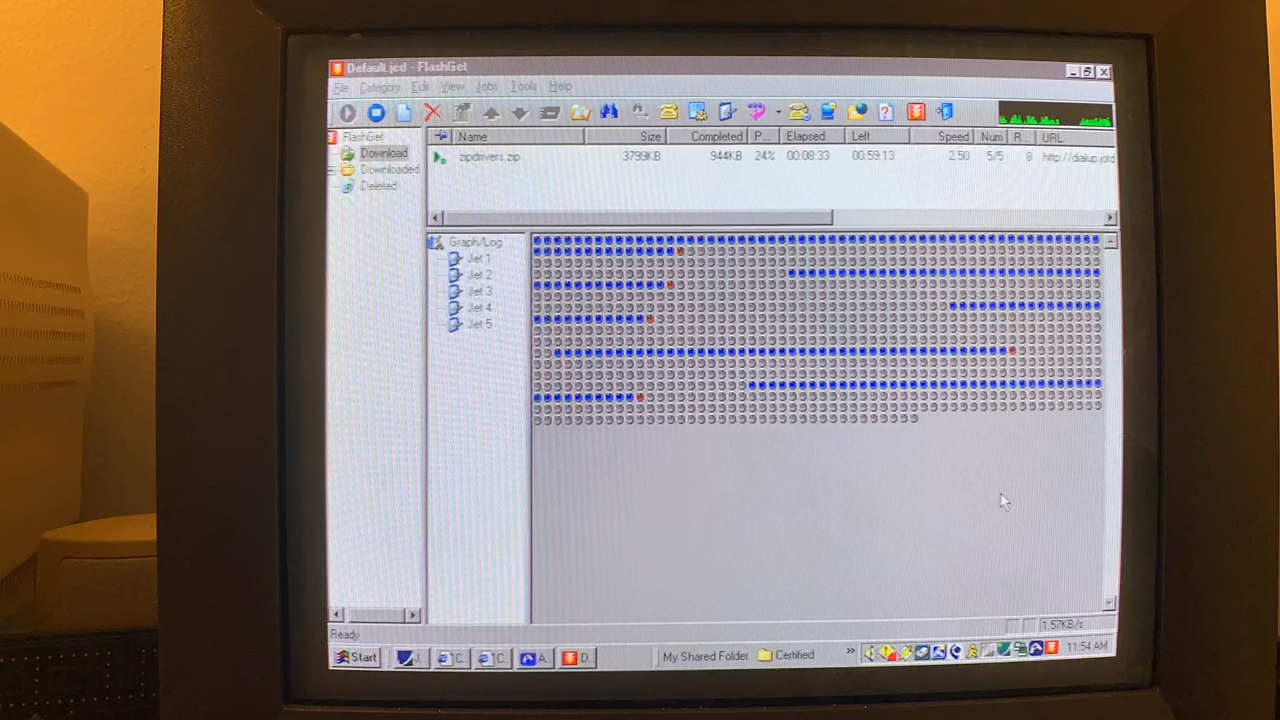 Default.jcd - FlashGet
File Category Edit View Jobs Tools Help
FlashGet
Download
Downloaded
Deleted
Name Size Completed P... Elapsed Left Speed Num R URL
zipdrivers.zip 3799KB 944KB 24% 00:08:33 00:59:13 2.50 5/5 8 http://dialup.jold
Graph/Log
Jet 1
Jet 2
Jet 3
Jet 4
Jet 5
1.57KB/s
Ready
Start J. C. C. A. D. My Shared Folder Certified » 11:54 AM